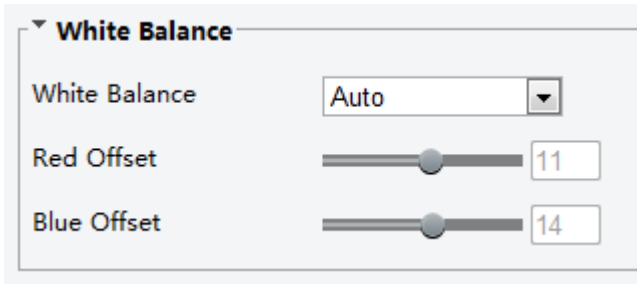 White Balance
White Balance Auto
Red Offset 11
Blue Offset 14